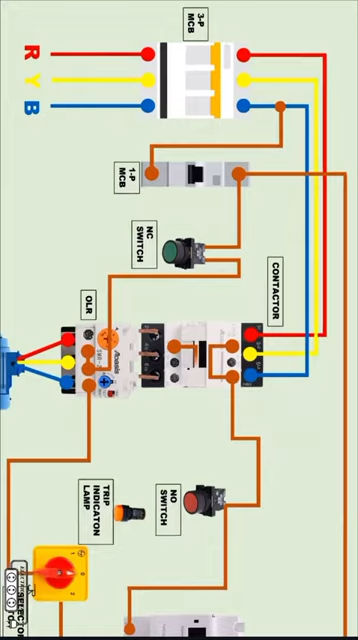 R
Y
B
3-P
MCB
1-P
MCB
NC
SWITCH
CONTACTOR
OLR
TRIP
INDICATON
LAMP
NO
SWITCH